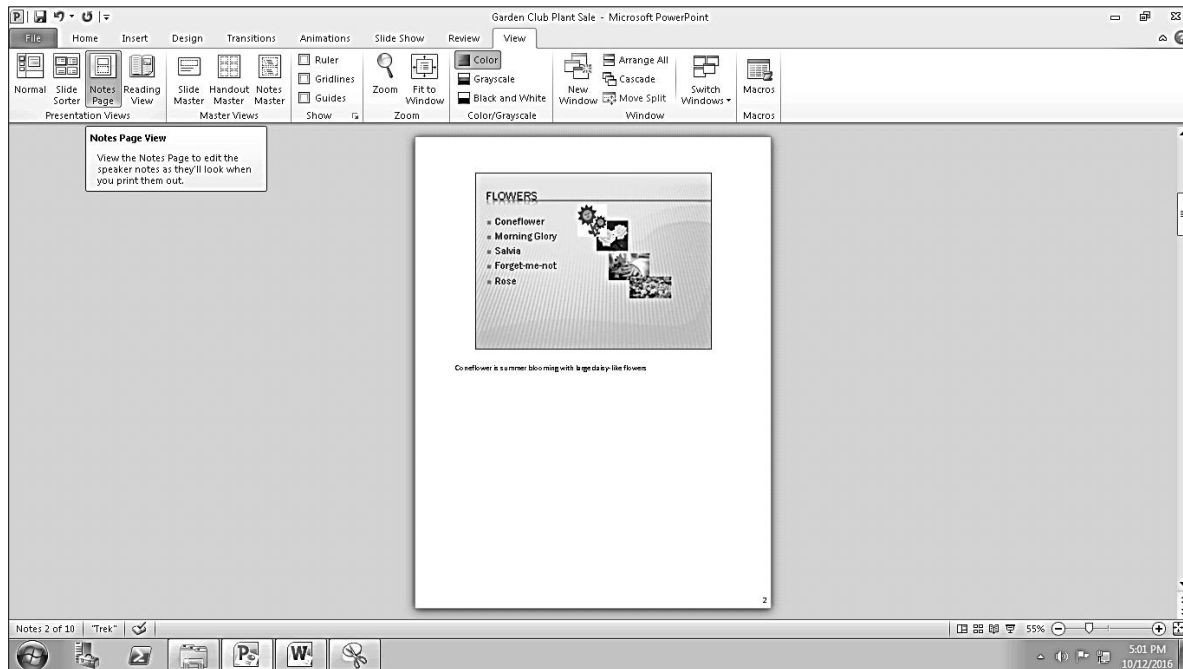 Garden Club Plant Sale - Microsoft PowerPoint
File Home Insert Design Transitions Animations Slide Show Review View
Normal Slide Sorter Notes Page Reading View
Presentation Views
Slide Master Handout Master Notes Master
Master Views
Ruler
Gridlines
Guides
Show
Zoom Fit to Window
Zoom
Color
Grayscale
Black and White
Color/Grayscale
New Window
Arrange All
Cascade
Move Split
Switch Windows
Window
Macros
Macros
Notes Page View
View the Notes Page to edit the
speaker notes as they'll look when
you print them out.
FLOWERS
Coneflower
Morning Glory
Salvia
Forget-me-not
Rose
Coneflower is summer blooming with large daisy-like flowers
2
Notes 2 of 10 "Trek" 55%
5:01 PM
10/12/2016